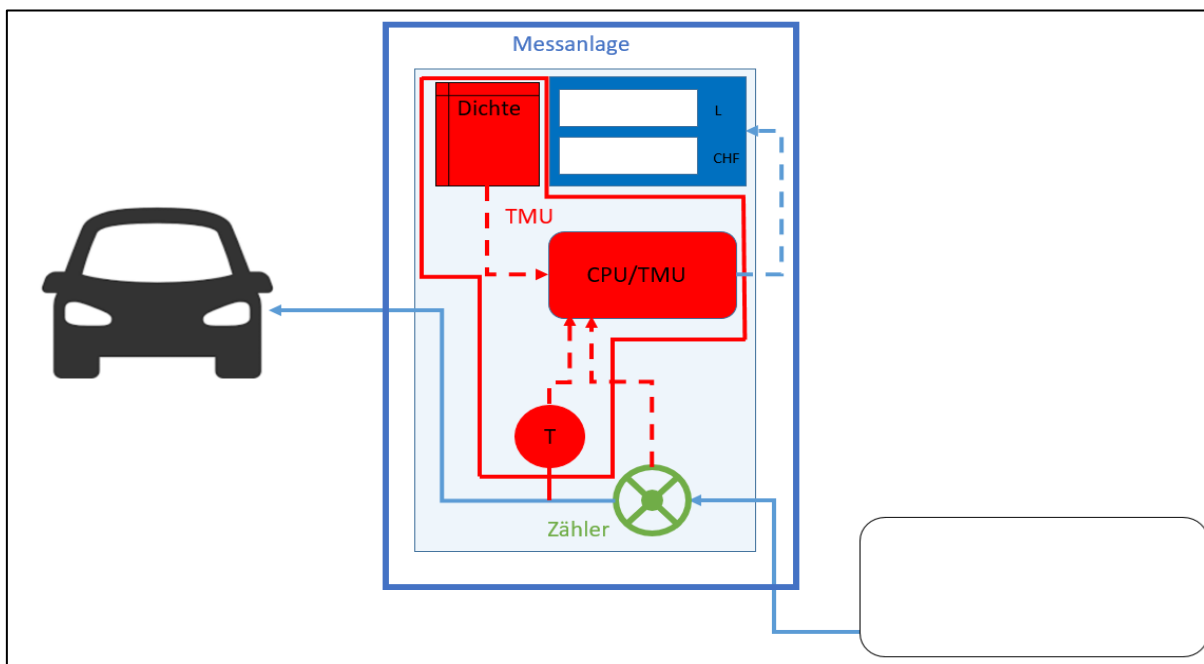 Messanlage
Dichte
L
CHF
TMU
CPU/TMU
T
Zähler